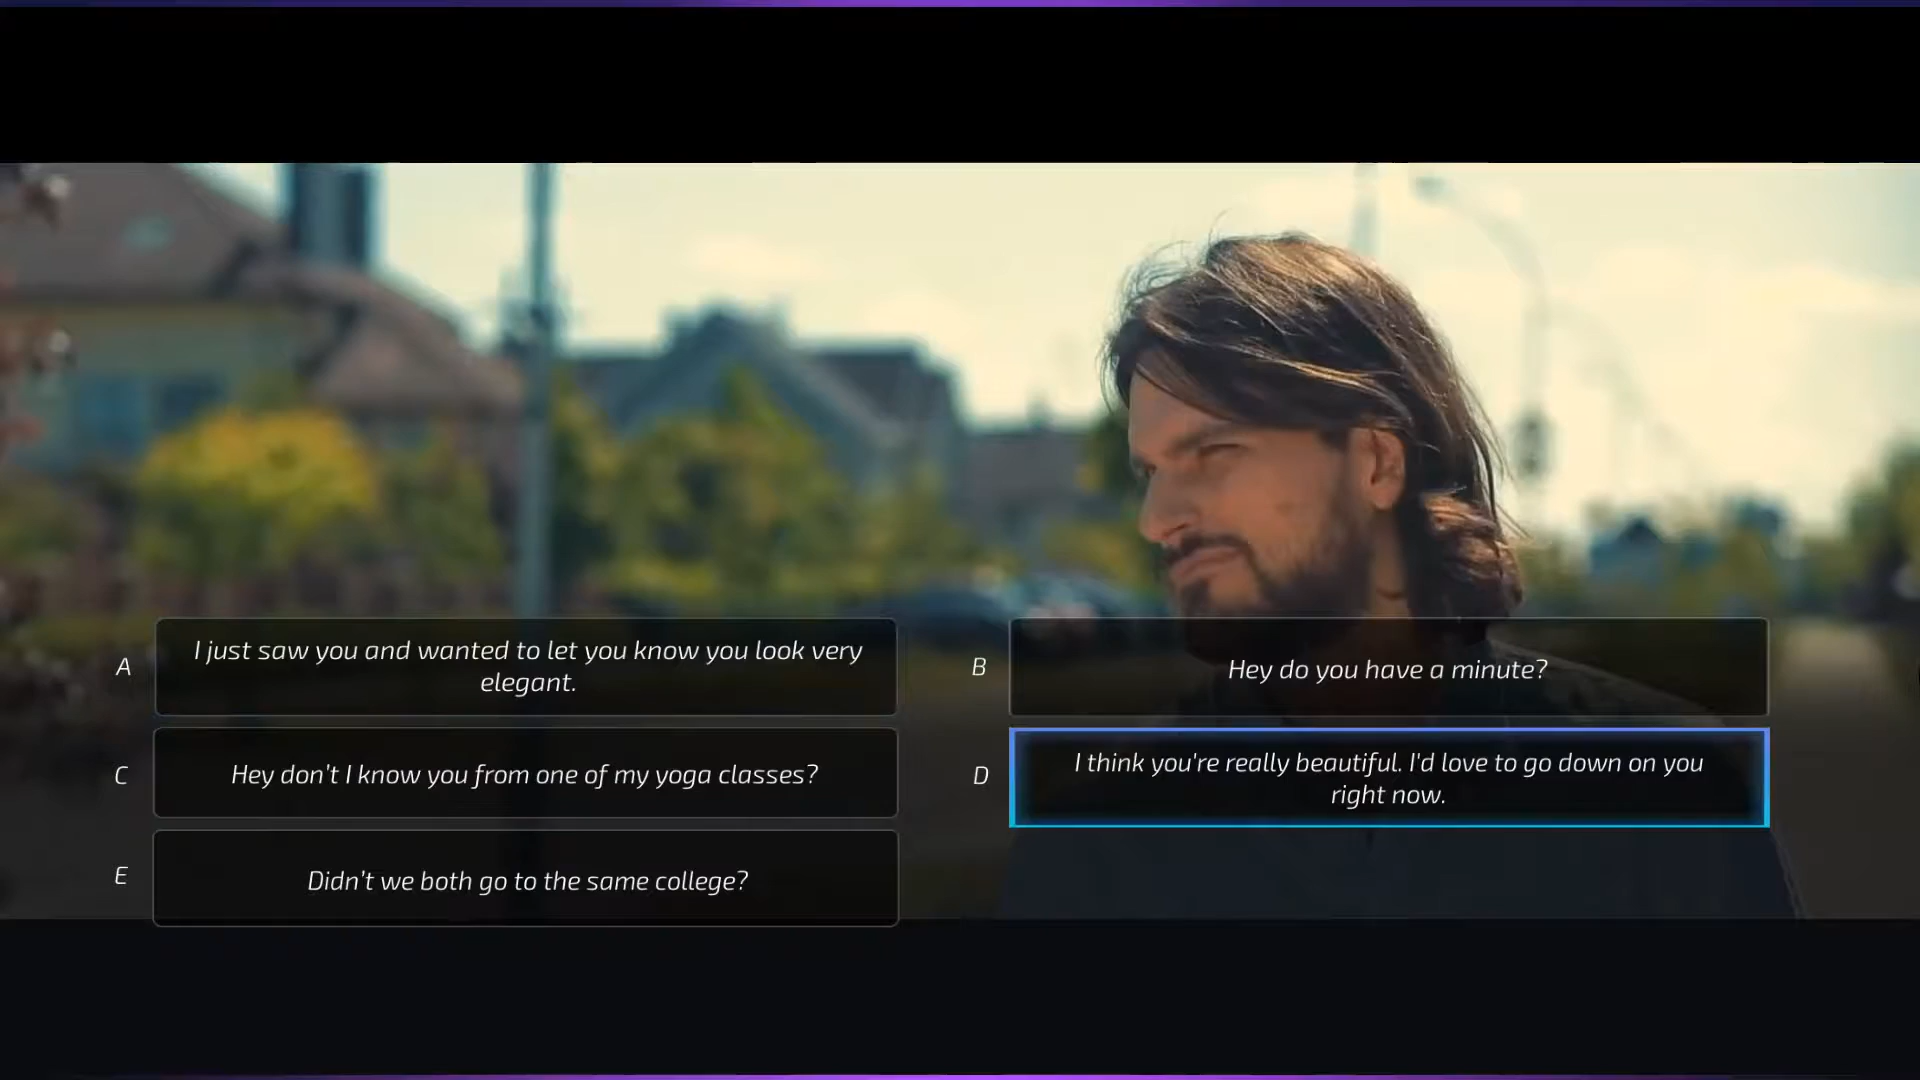 A
I just saw you and wanted to let you know you look very
elegant.
B
Hey do you have a minute?
C
Hey don't I know you from one of my yoga classes?
D
I think you're really beautiful. I'd love to go down on you
right now.
E
Didn't we both go to the same college?